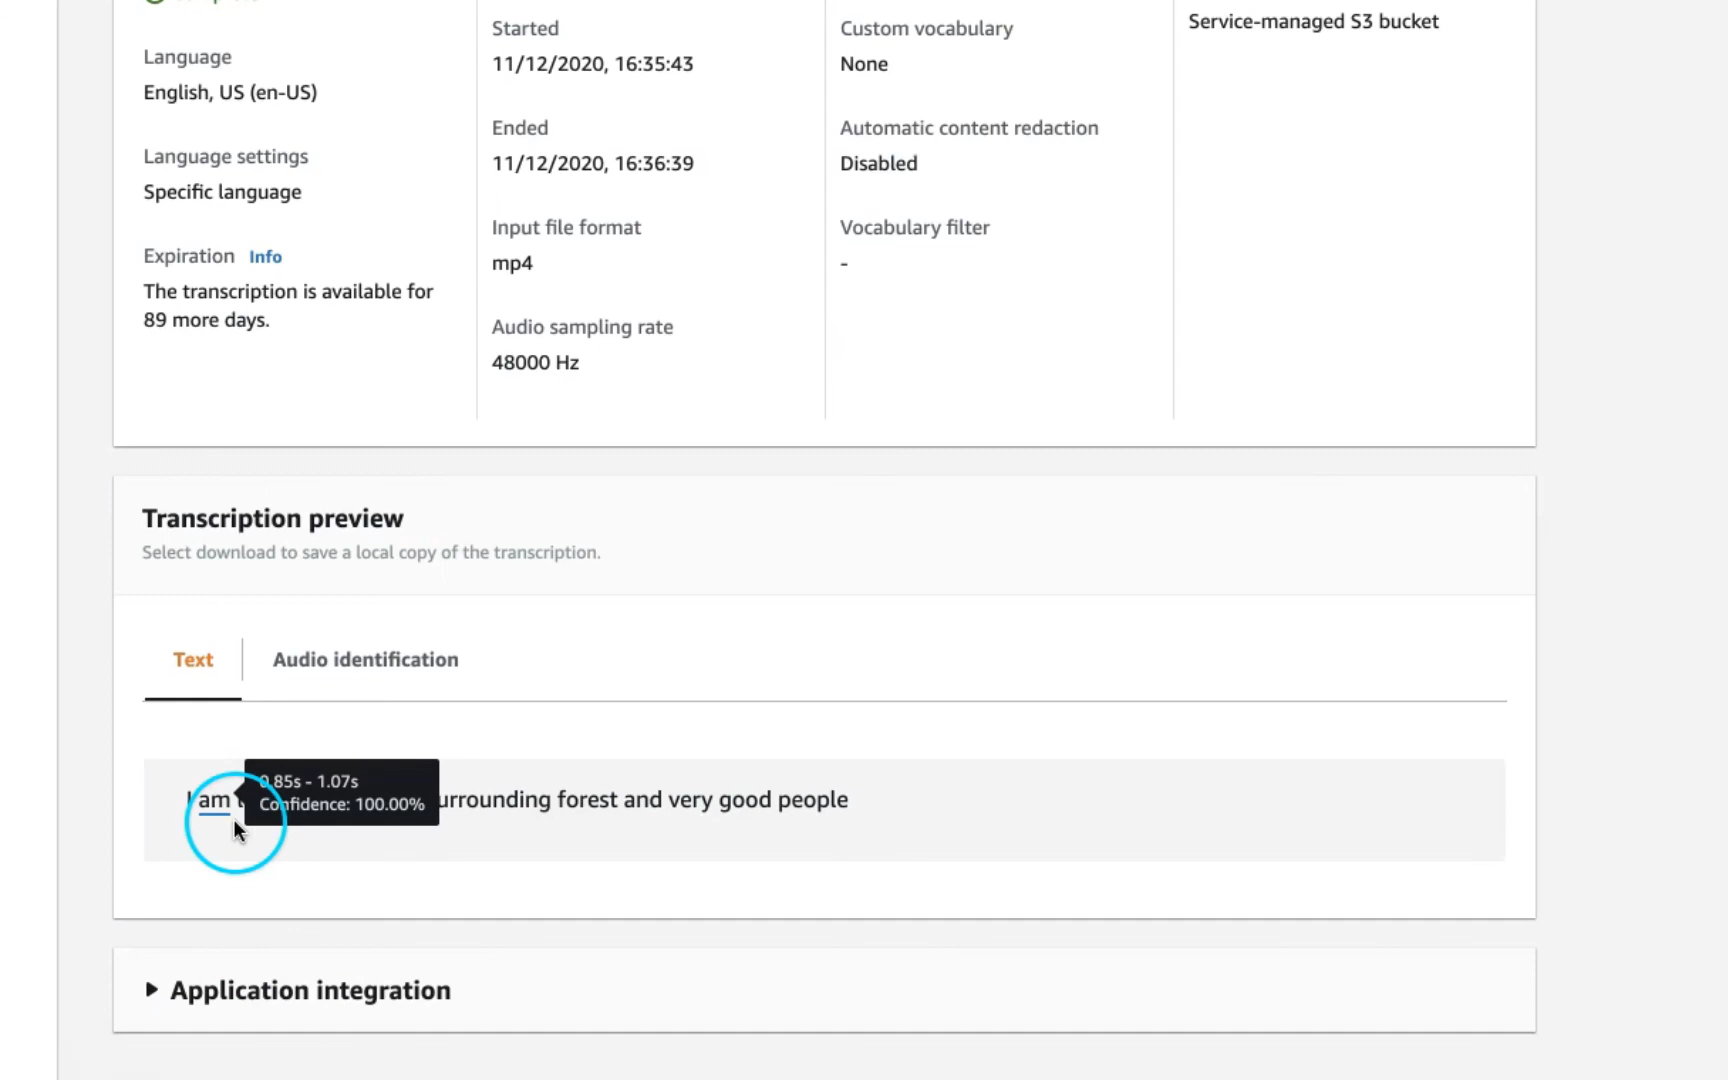 Language
English, US (en-US)
Language settings
Specific language
Expiration Info
The transcription is available for
89 more days.
Started
11/12/2020, 16:35:43
Ended
11/12/2020, 16:36:39
Input file format
mp4
Audio sampling rate
48000 Hz
Custom vocabulary
None
Automatic content redaction
Disabled
Vocabulary filter
-
Service-managed S3 bucket
Transcription preview
Select download to save a local copy of the transcription.
Text
Audio identification
0.85s - 1.07s
Confidence: 100.00%
I am urrounding forest and very good people
Application integration